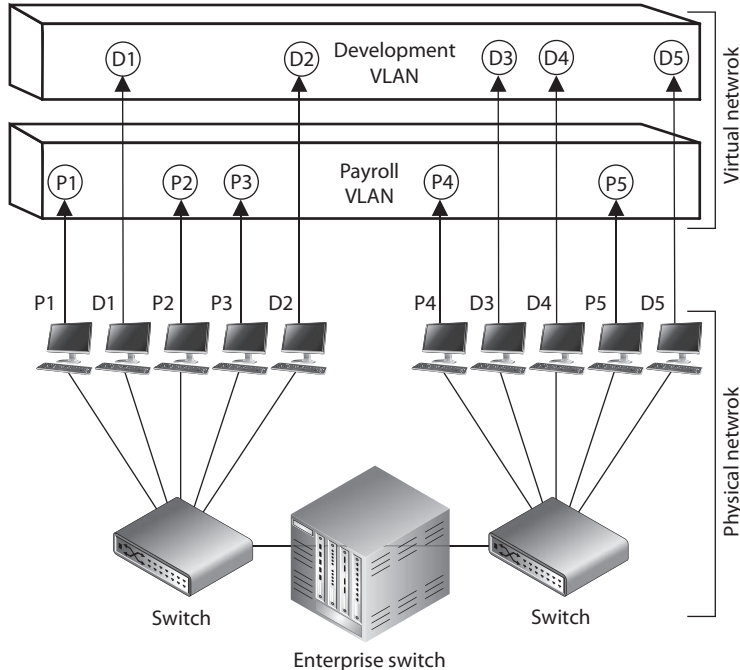 D1
D2
Development
VLAN
D3
D4
D5
Virtual netwrok
P1
P2
P3
Payroll
VLAN
P4
P5
P1
D1
P2
P3
D2
P4
D3
D4
P5
D5
Physical netwrok
Switch
Switch
Enterprise switch